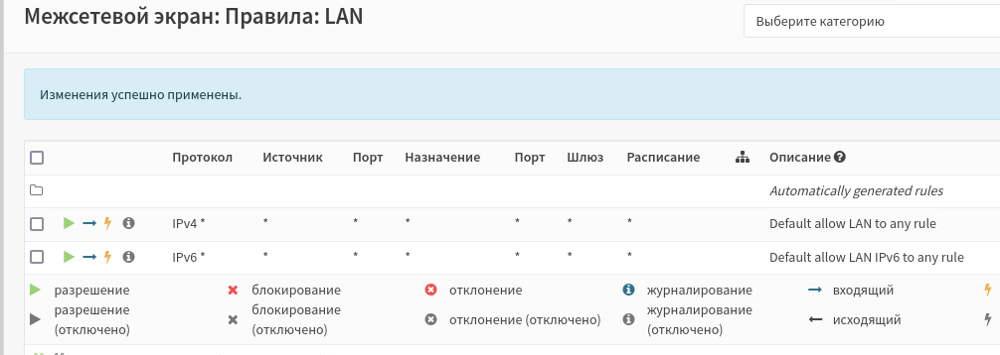 Межсетевой экран: Правила: LAN
Выберите категорию
Изменения успешно применены.
Протокол Источник Порт Назначение Порт Шлюз Расписание Описание
Automatically generated rules
IPv4 * * * * * * * Default allow LAN to any rule
IPv6 * * * * * * * Default allow LAN IPv6 to any rule
разрешение блокирование отклонение журналирование входящий
разрешение (отключено) блокирование (отключено) отклонение (отключено) журналирование (отключено) исходящий